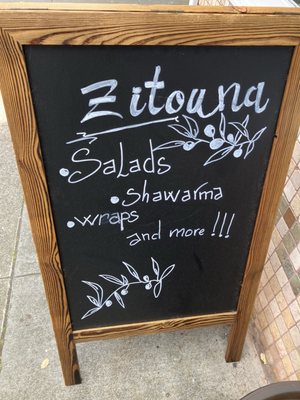 Zitouna
• Salads
• Shawarma
• wraps
and more !!!